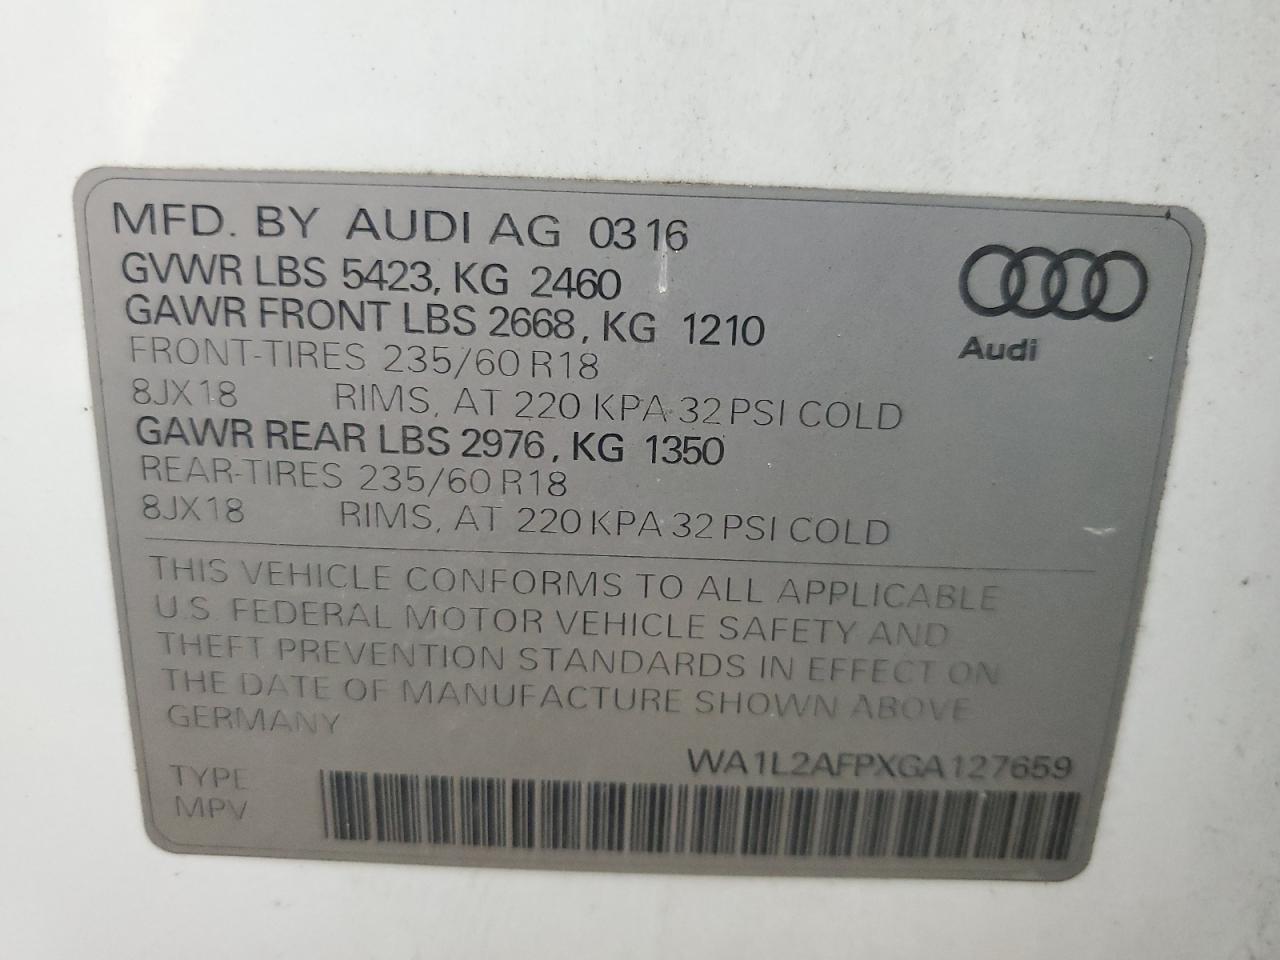 MFD. BY AUDI AG 0316
GVWR LBS 5423, KG 2460
GAWR FRONT LBS 2668, KG 1210
FRONT-TIRES 235/60 R18
8JX18 RIMS, AT 220 KPA 32 PSI COLD
GAWR REAR LBS 2976, KG 1350
REAR-TIRES 235/60 R18
8JX18 RIMS, AT 220 KPA 32 PSI COLD
Audi
THIS VEHICLE CONFORMS TO ALL APPLICABLE
U.S. FEDERAL MOTOR VEHICLE SAFETY AND
THEFT PREVENTION STANDARDS IN EFFECT ON
THE DATE OF MANUFACTURE SHOWN ABOVE
GERMANY
WA1L2AFPXGA127659
TYPE
MPV